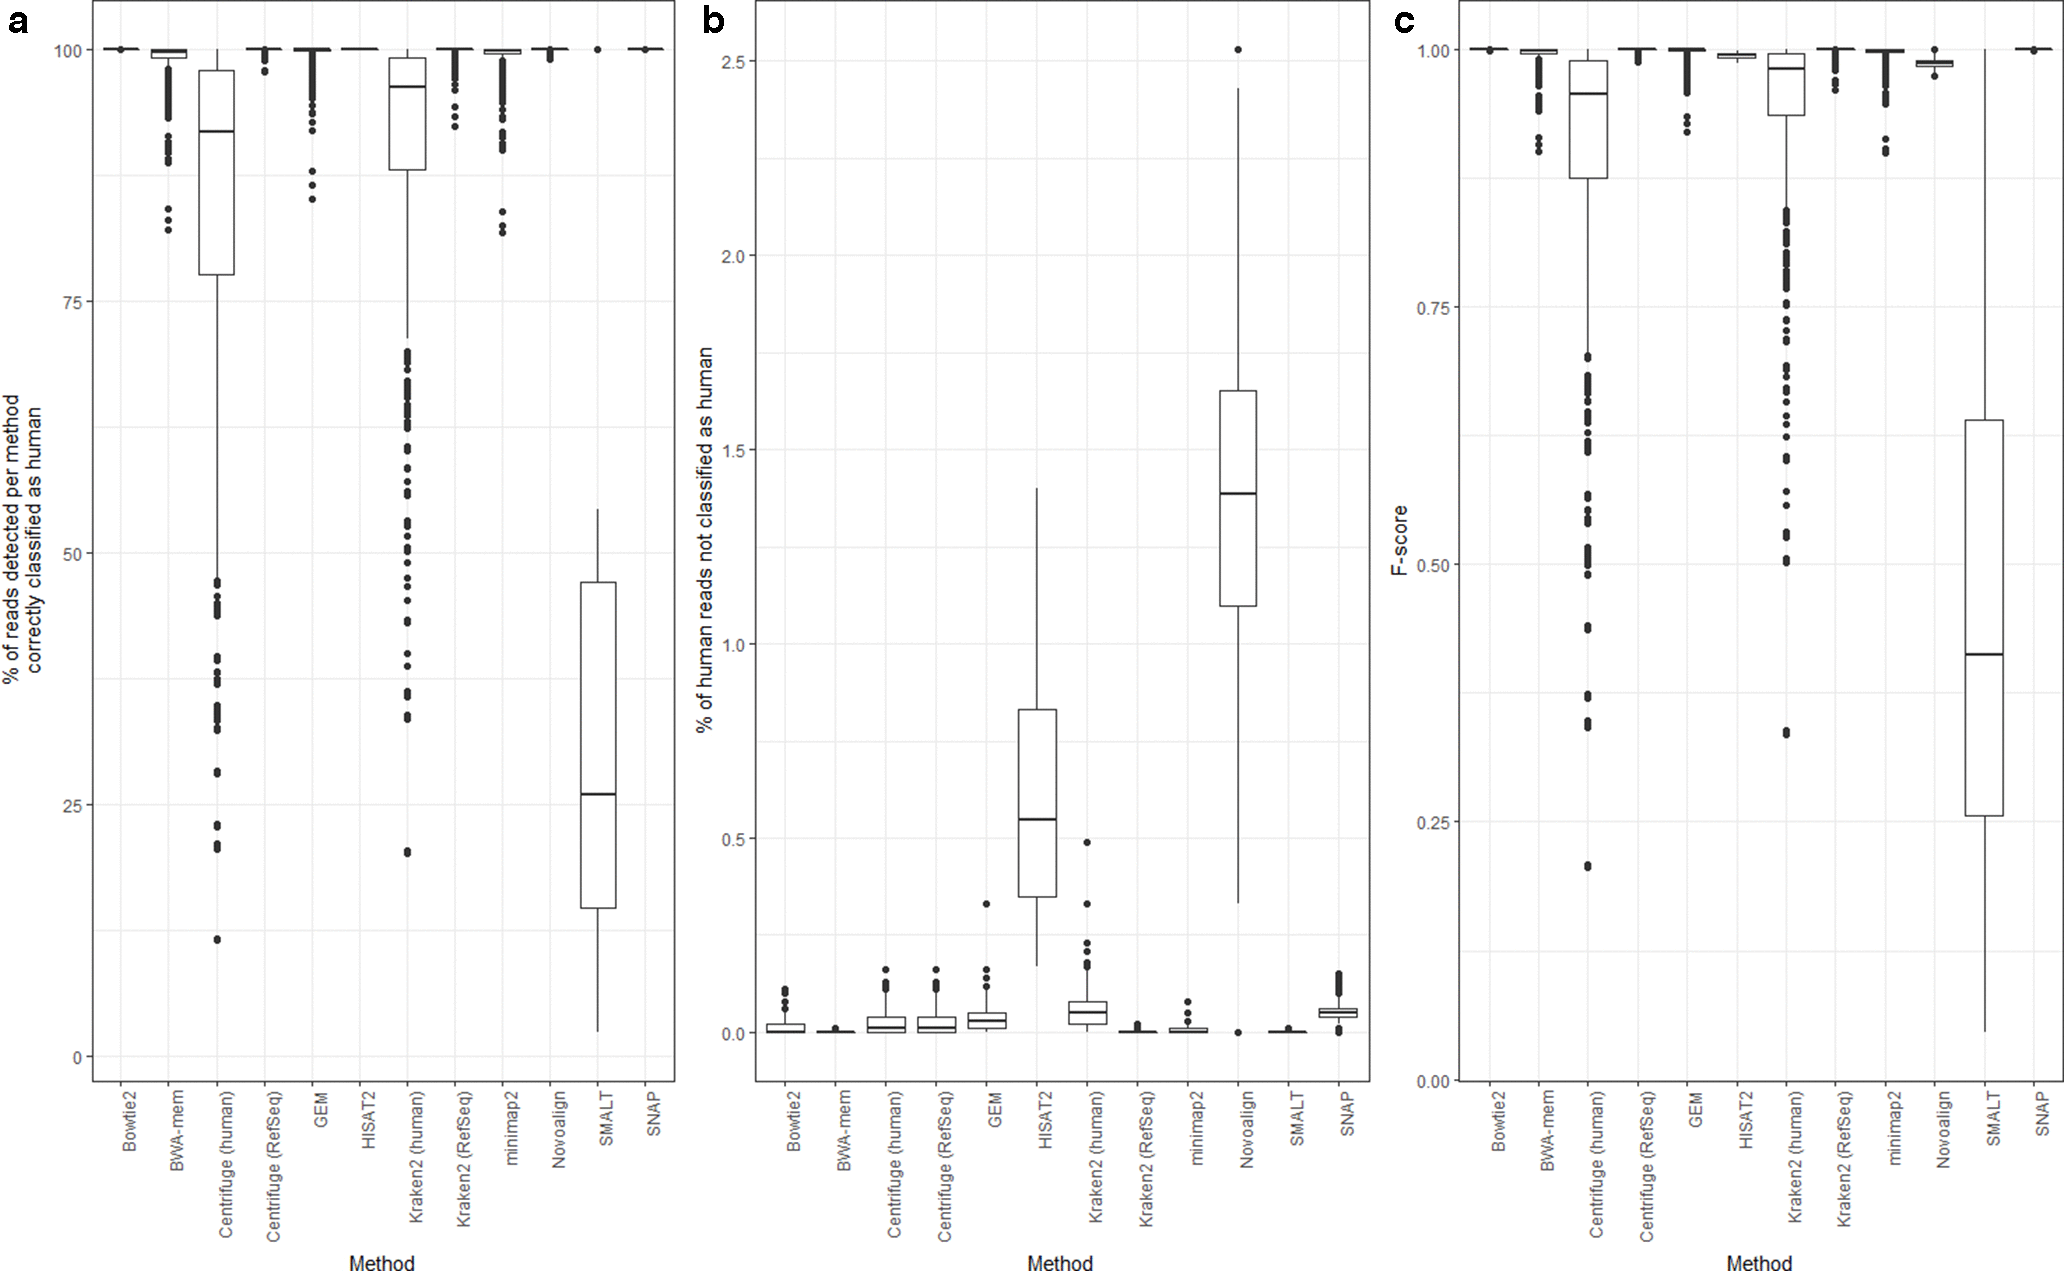 a
% of reads detected per method
correctly classified as human
100
75
50
25
0
Bowtie2
BWA-mem
Centrifuge (human)
Centrifuge (RefSeq)
GEM
HISAT2
Kraken2 (human)
Kraken2 (RefSeq)
minimap2
Novoalign
SMALT
SNAP
Method
b
% of human reads not classified as human
2.5
2.0
1.5
1.0
0.5
0.0
Bowtie2
BWA-mem
Centrifuge (human)
Centrifuge (RefSeq)
GEM
HISAT2
Kraken2 (human)
Kraken2 (RefSeq)
minimap2
Novoalign
SMALT
SNAP
Method
c
F-score
1.00
0.75
0.50
0.25
0.00
Bowtie2
BWA-mem
Centrifuge (human)
Centrifuge (RefSeq)
GEM
HISAT2
Kraken2 (human)
Kraken2 (RefSeq)
minimap2
Novoalign
SMALT
SNAP
Method